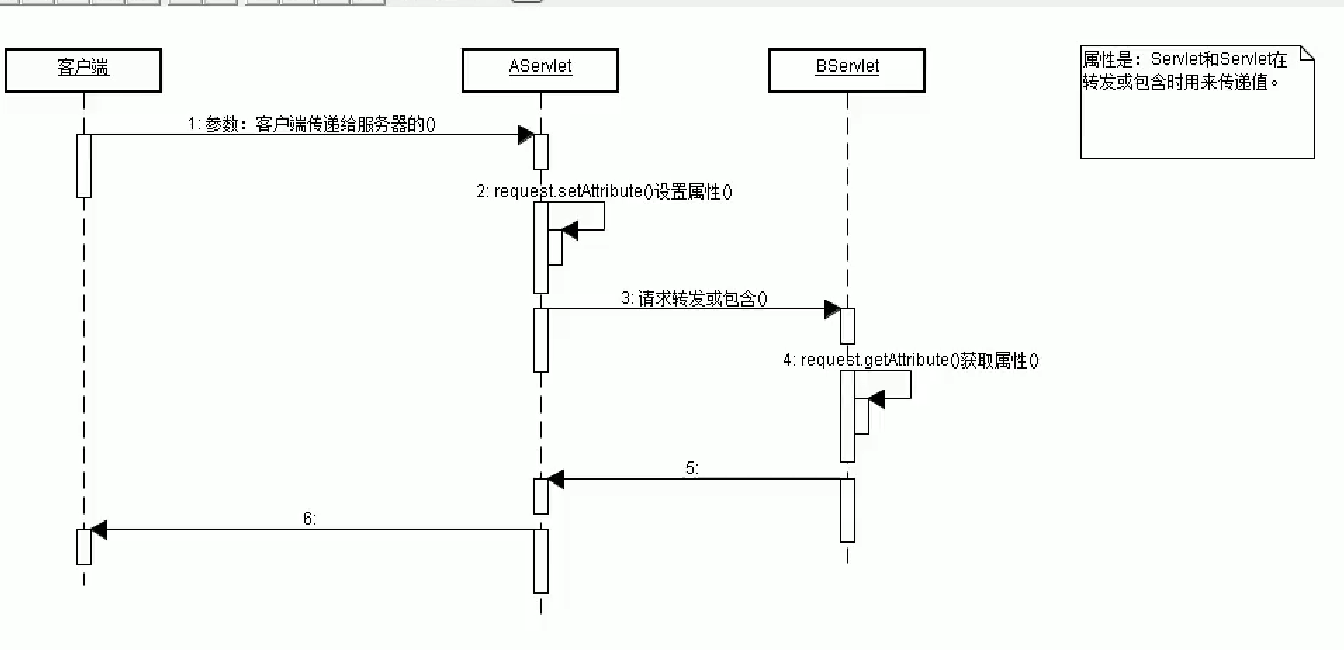 客户端
AServlet
BServlet
属性是：Servlet和Servlet在
转发或包含时用来传递值。
1: 参数：客户端传递给服务器的()
2: request.setAttribute()设置属性()
3: 请求转发或包含()
4: request.getAttribute()获取属性()
5:
6: